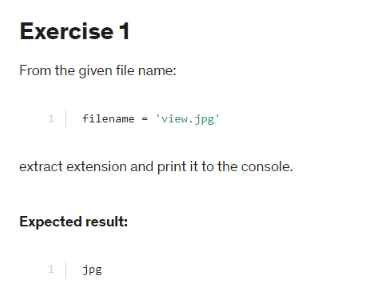 Exercise 1
From the given file name:
1 filename = 'view.jpg'
extract extension and print it to the console.
Expected result:
1 jpg